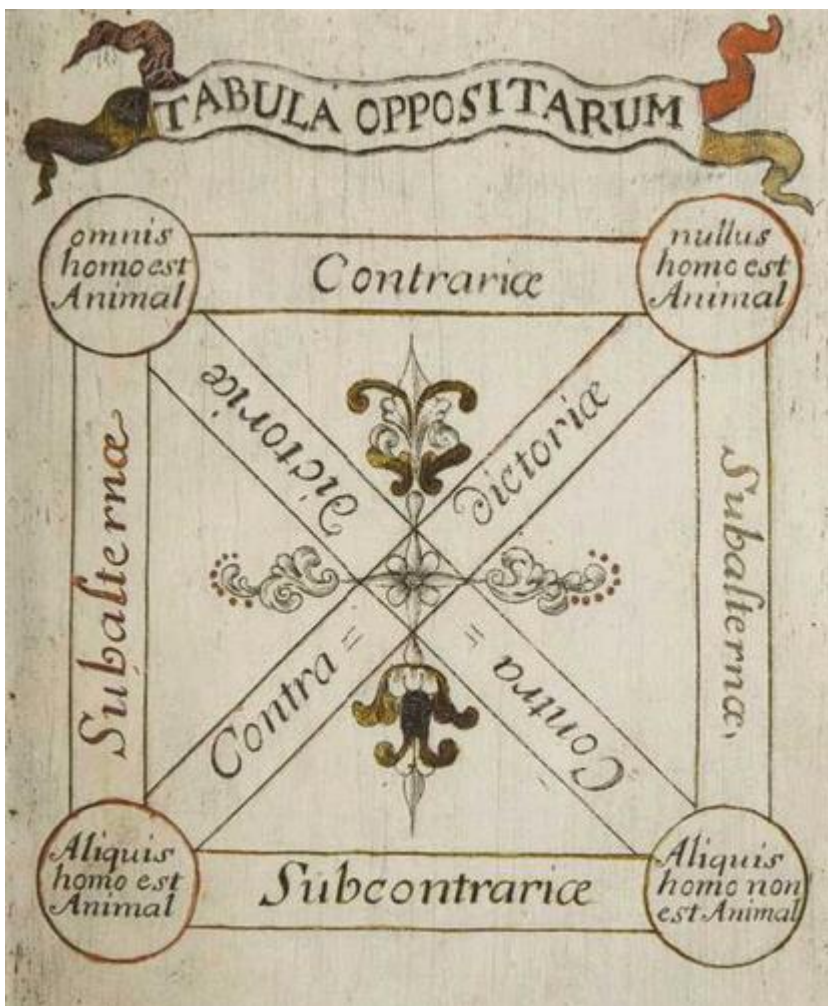 TABULA OPPOSITARUM
omnis
homo est
Animal
Contrariæ
nullus
homo est
Animal
Subalternæ
Contra=
dictoriæ
Contra=
dictoriæ
Subalternæ,
Aliquis
homo est
Animal
Subcontrariæ
Aliquis
homo non
est Animal